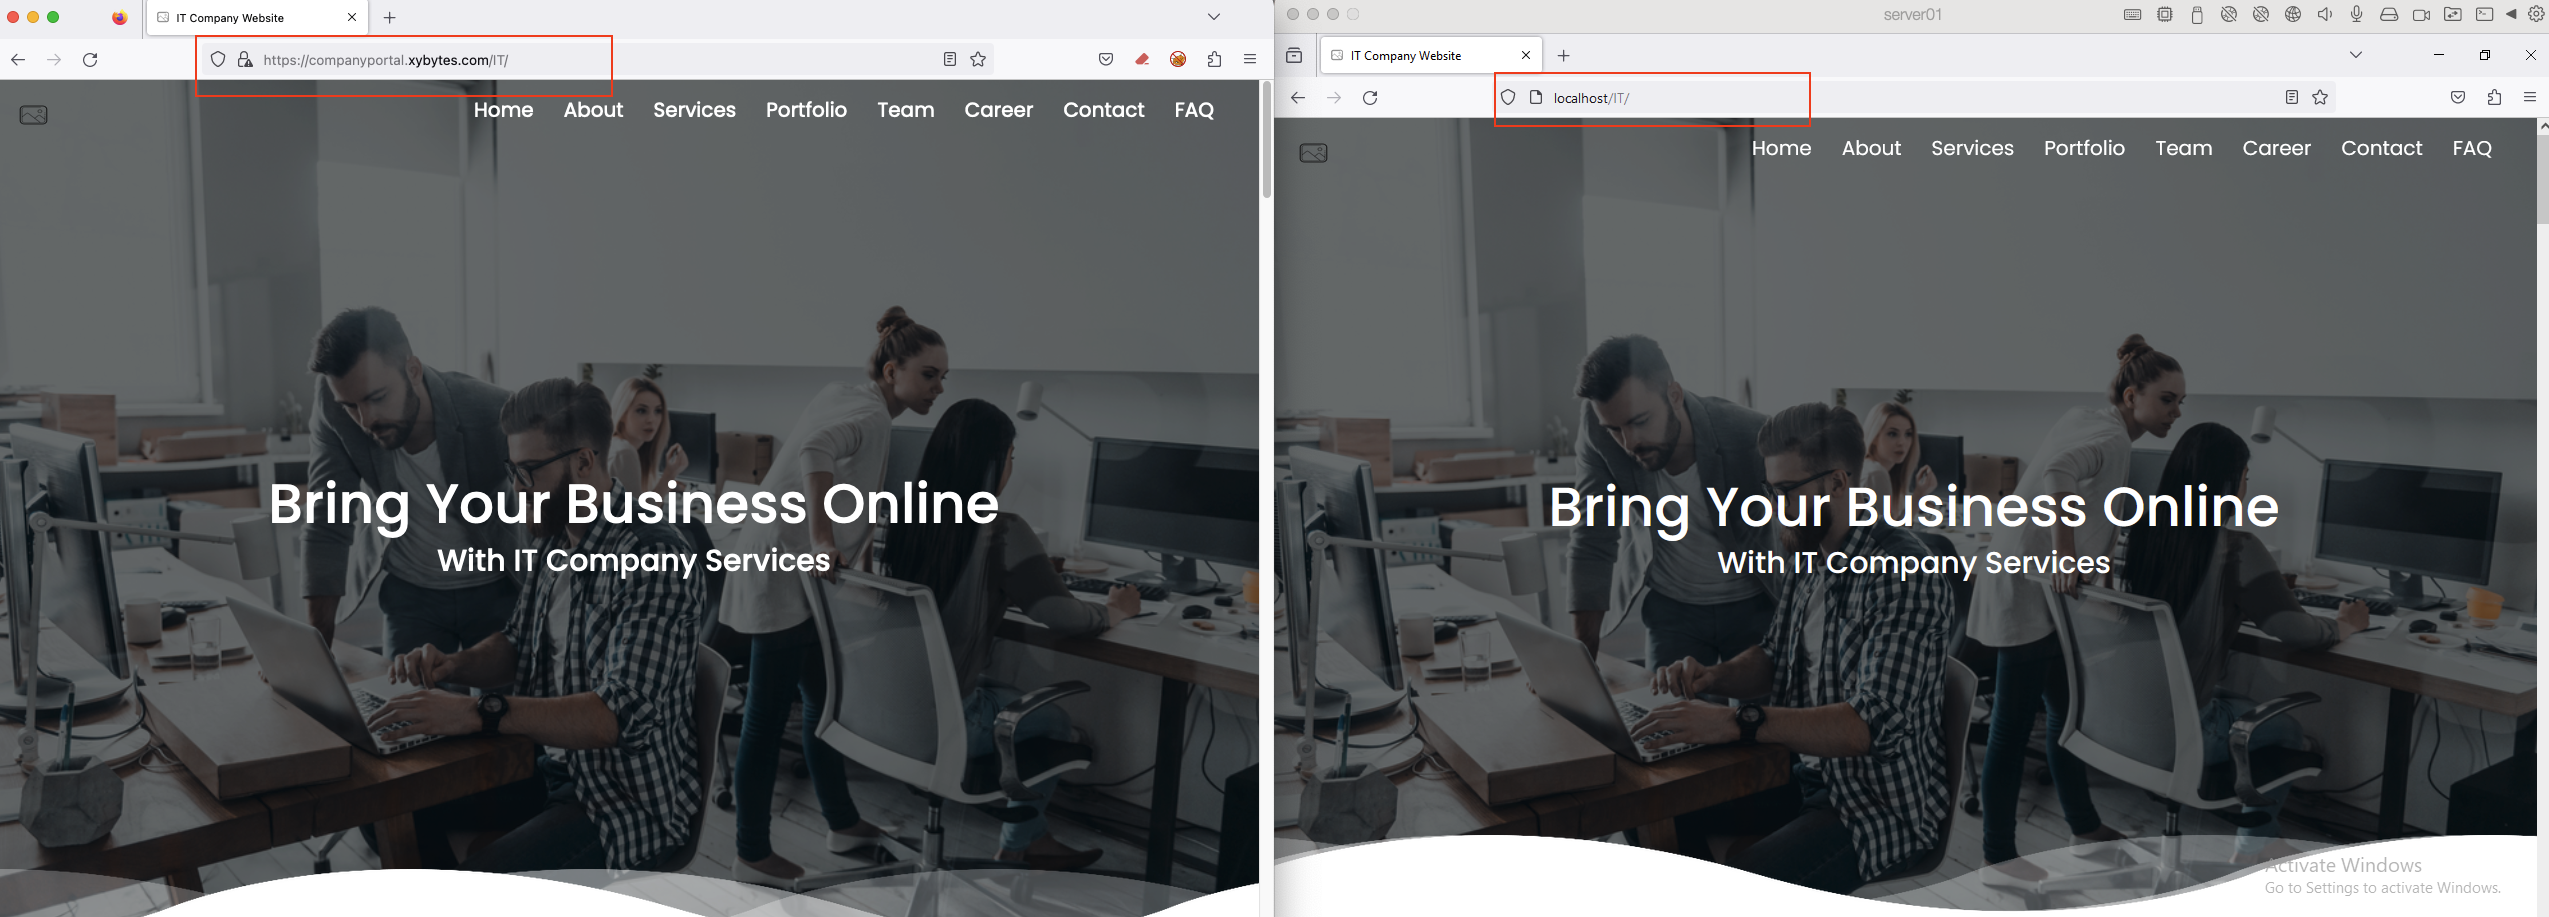 IT Company Website
https://companyportal.xybytes.com/IT/
Home About Services Portfolio Team Career Contact FAQ
Bring Your Business Online
With IT Company Services
server01
IT Company Website
localhost/IT/
Home About Services Portfolio Team Career Contact FAQ
Bring Your Business Online
With IT Company Services
Activate Windows
Go to Settings to activate Windows.